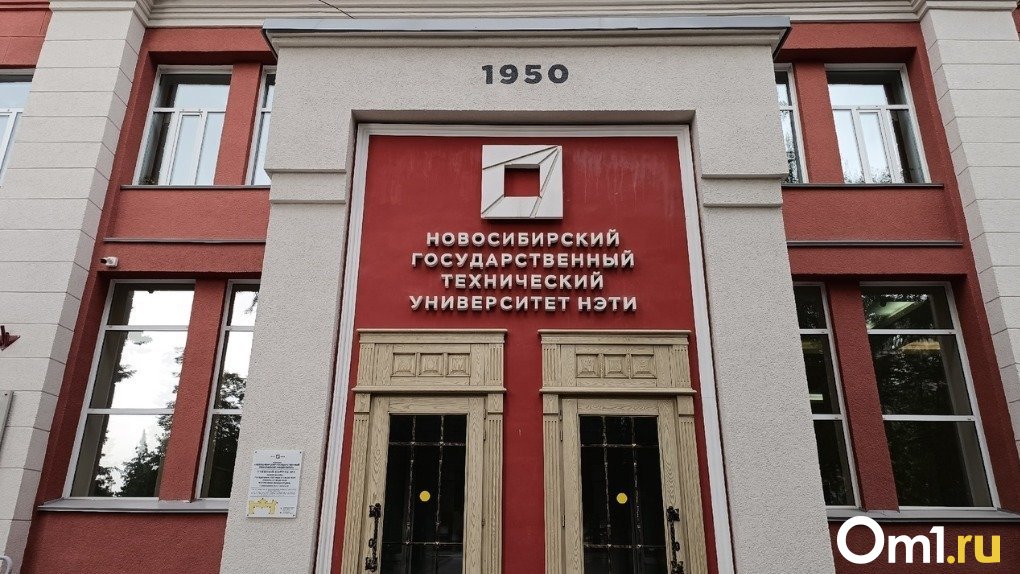 1950
НОВОСИБИРСКИЙ
ГОСУДАРСТВЕННЫЙ
ТЕХНИЧЕСКИЙ
УНИВЕРСИТЕТ НЭТИ
Om1.ru